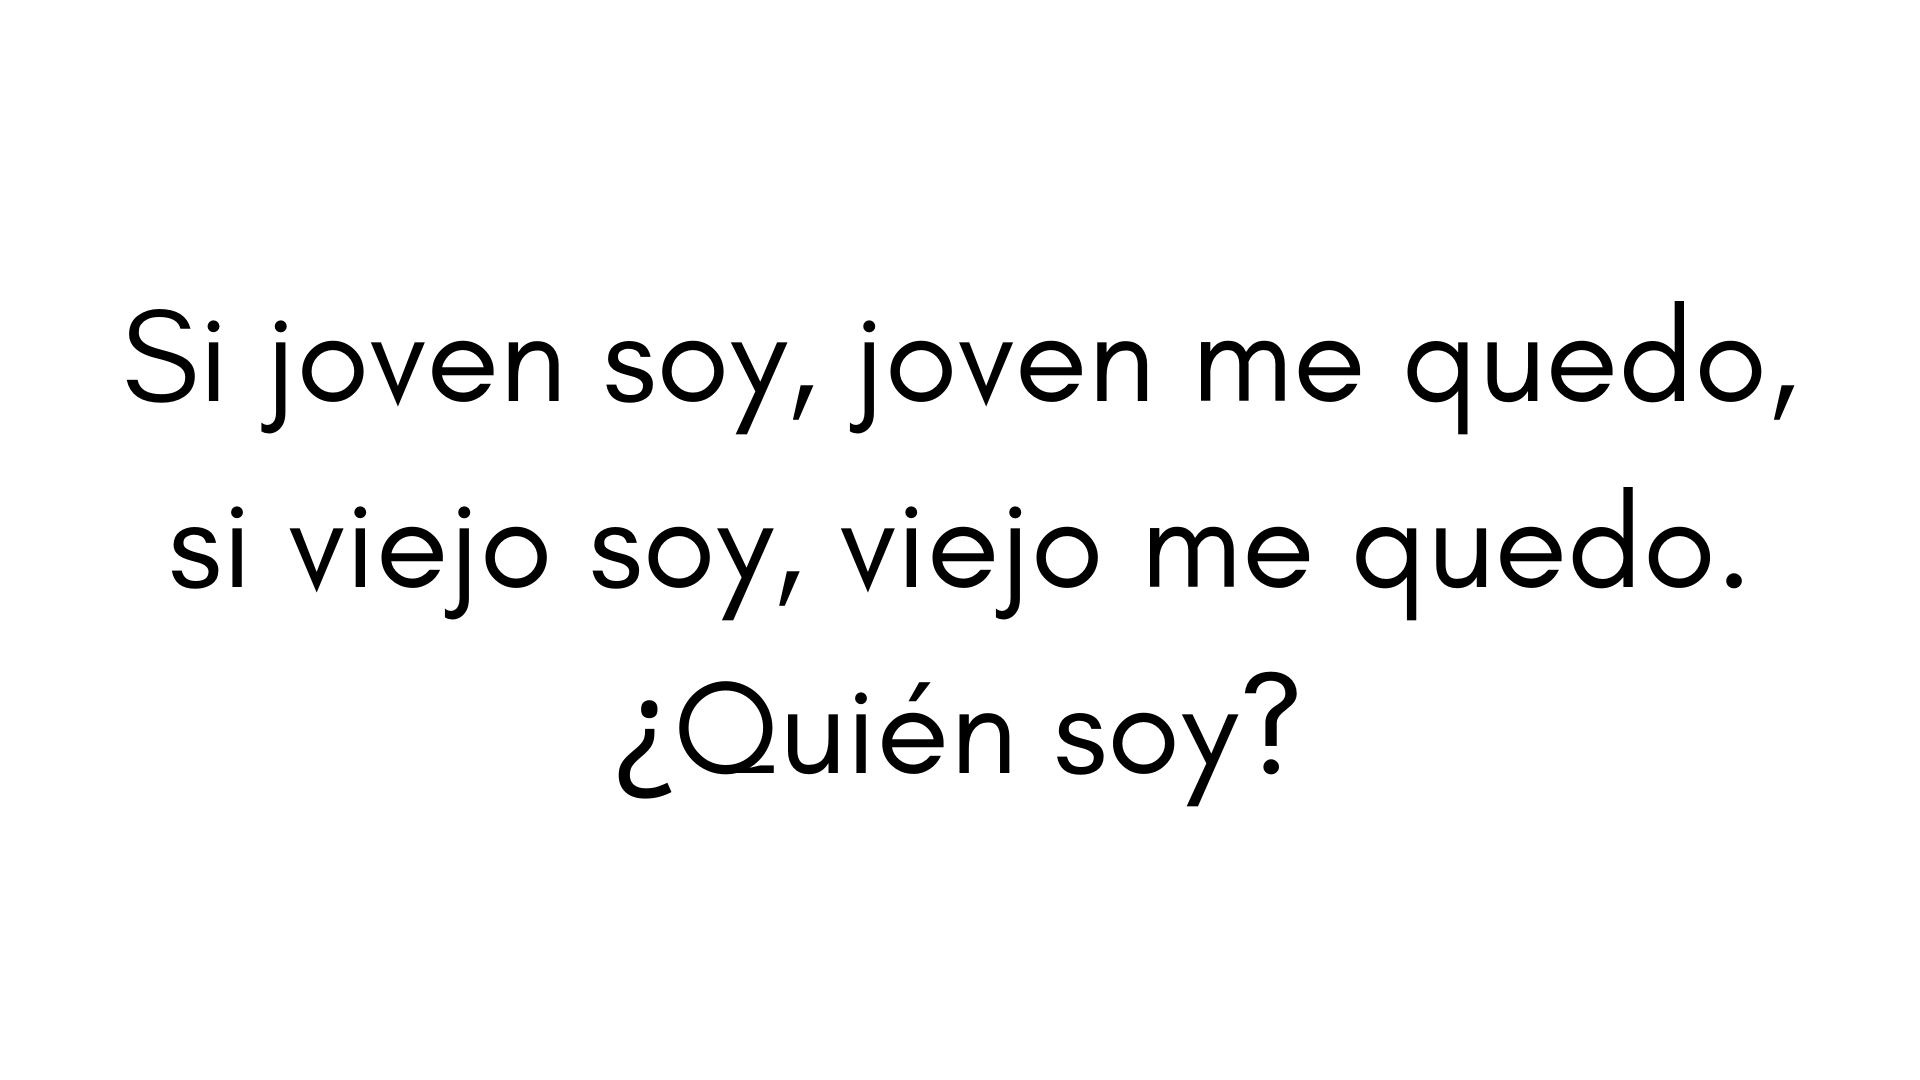 Si joven soy, joven me quedo,
si viejo soy, viejo me quedo.
¿Quién soy?